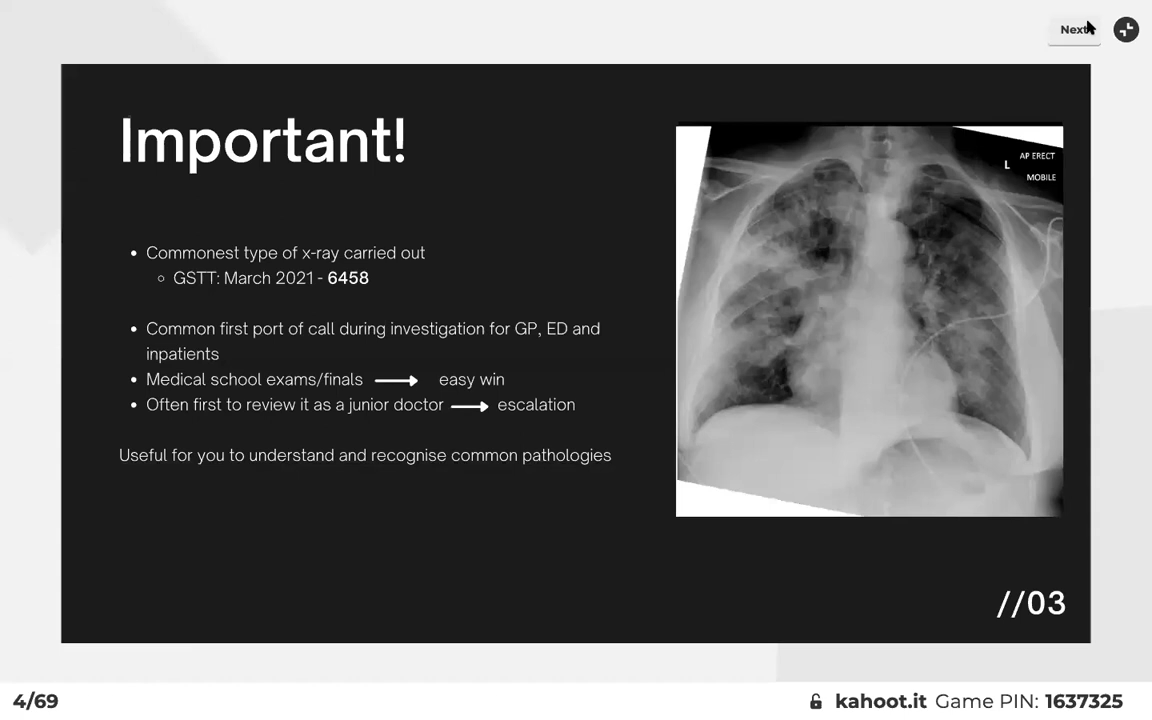 Next
Important!
L
AP ERECT
MOBILE
• Commonest type of x-ray carried out
○ GSTT: March 2021 - 6458
• Common first port of call during investigation for GP, ED and
inpatients
• Medical school exams/finals → easy win
• Often first to review it as a junior doctor → escalation
Useful for you to understand and recognise common pathologies
//03
4/69
kahoot.it Game PIN: 1637325